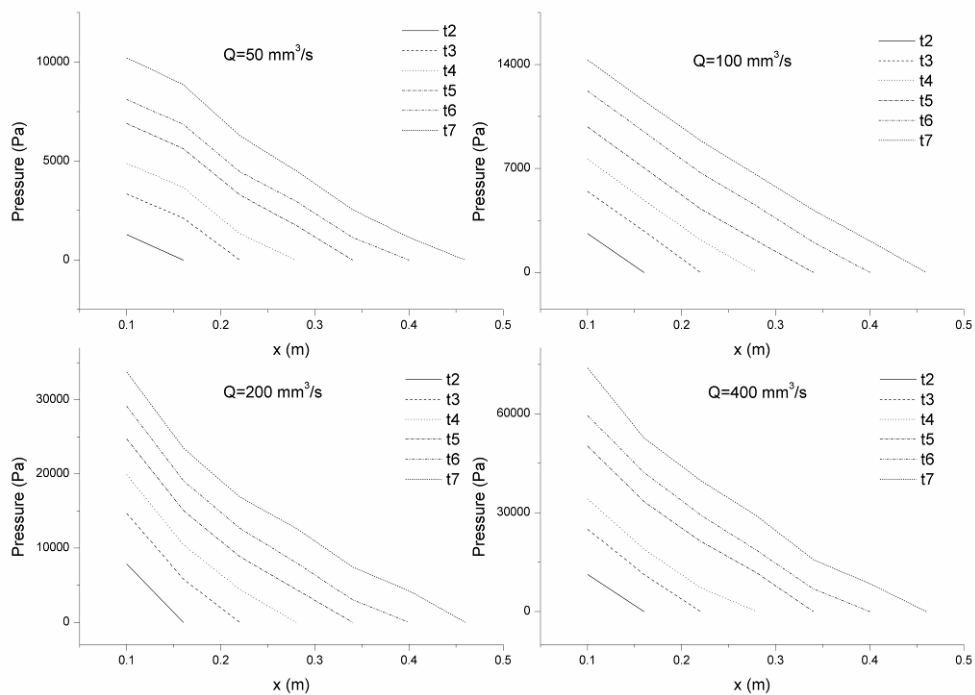 Q=50 mm³/s
t2
t3
t4
t5
t6
t7
10000
5000
0
Pressure (Pa)
0.1 0.2 0.3 0.4 0.5
x (m)
Q=100 mm³/s
t2
t3
t4
t5
t6
t7
14000
7000
0
Pressure (Pa)
0.1 0.2 0.3 0.4 0.5
x (m)
Q=200 mm³/s
t2
t3
t4
t5
t6
t7
30000
20000
10000
0
Pressure (Pa)
0.1 0.2 0.3 0.4 0.5
x (m)
Q=400 mm³/s
t2
t3
t4
t5
t6
t7
60000
30000
0
Pressure (Pa)
0.1 0.2 0.3 0.4 0.5
x (m)